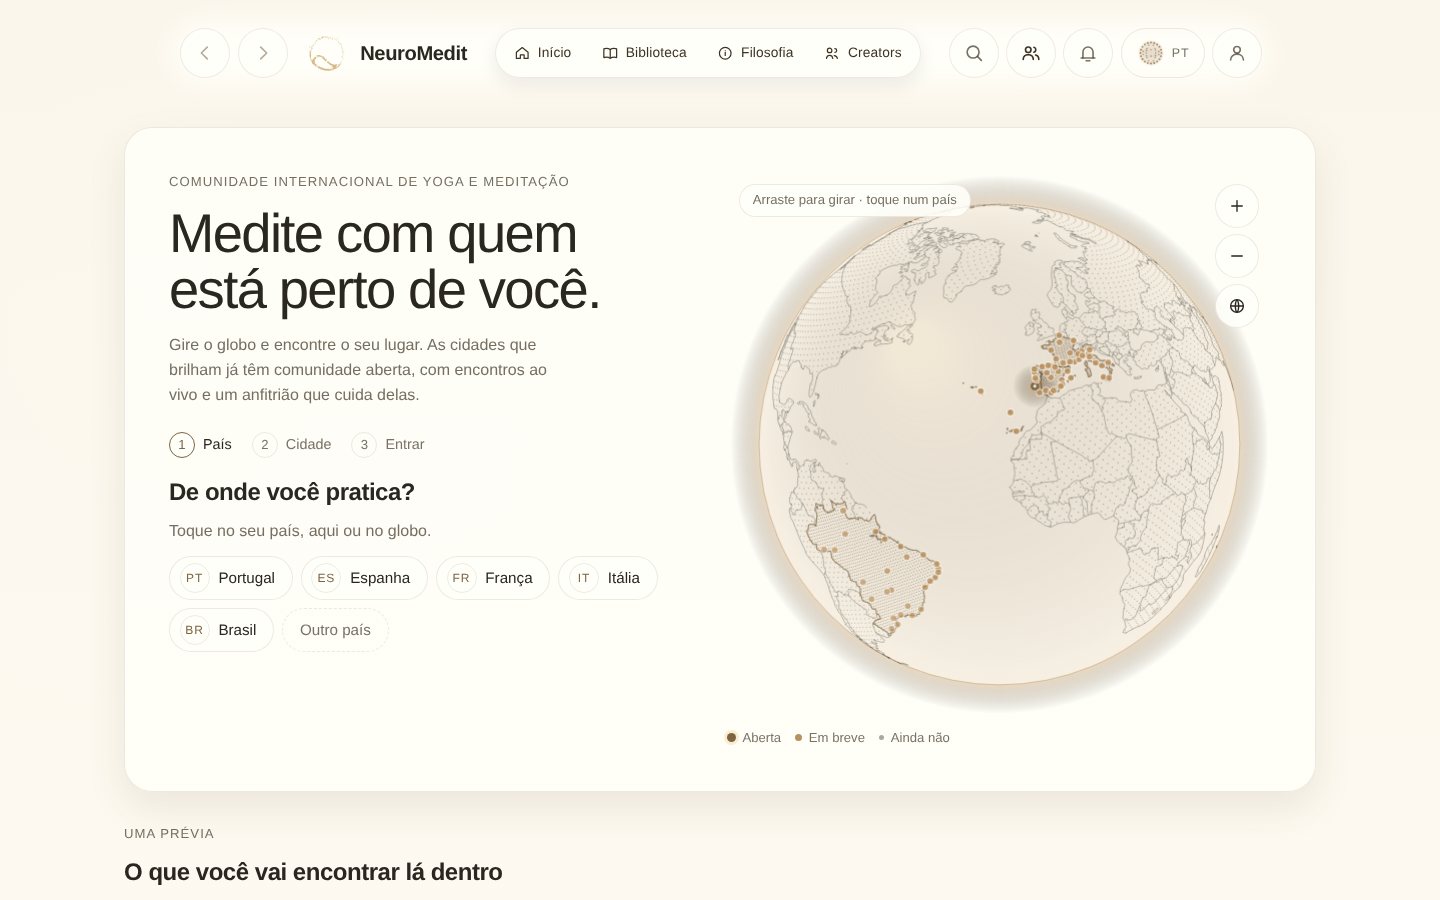 NeuroMedit
Início
Biblioteca
Filosofia
Creators
PT
COMUNIDADE INTERNACIONAL DE YOGA E MEDITAÇÃO
Medite com quem
está perto de você.
Gire o globo e encontre o seu lugar. As cidades que
brilham já têm comunidade aberta, com encontros ao
vivo e um anfitrião que cuida delas.
1 País
2 Cidade
3 Entrar
De onde você pratica?
Toque no seu país, aqui ou no globo.
PT Portugal
ES Espanha
FR França
IT Itália
BR Brasil
Outro país
Arraste para girar · toque num país
Aberta
Em breve
Ainda não
UMA PRÉVIA
O que você vai encontrar lá dentro